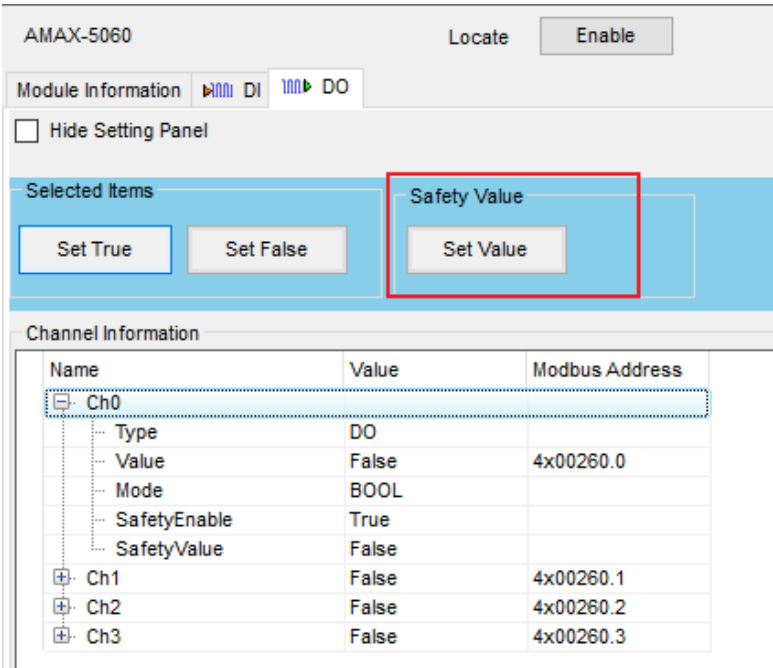 AMAX-5060 Locate Enable
Module Information DI DO
Hide Setting Panel
Selected Items Safety Value
Set True Set False Set Value
Channel Information
Name Value Modbus Address
Ch0
Type DO
Value False 4x00260.0
Mode BOOL
SafetyEnable True
SafetyValue False
Ch1 False 4x00260.1
Ch2 False 4x00260.2
Ch3 False 4x00260.3